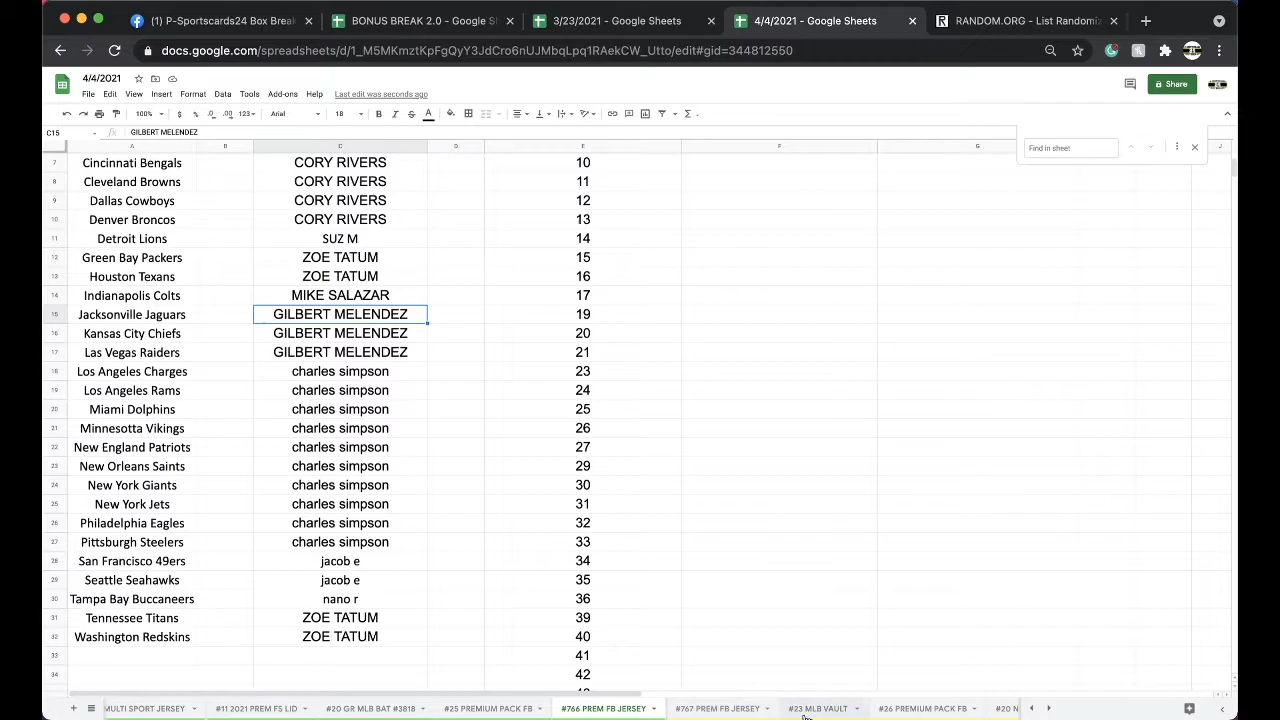 (1) P-Sportscards24 Box Break
BONUS BREAK 2.0 - Google S
3/23/2021 - Google Sheets
4/4/2021 - Google Sheets
RANDOM.ORG - List Randomiz
docs.google.com/spreadsheets/d/1_M5MKmztKpFgQyY3JdCro6nUJMbqLpq1RAekCW_Utto/edit#gid=344812550
4/4/2021
File Edit View Insert Format Data Tools Add-ons Help Last edit was seconds ago
Share
100% $ % .0 .00 123 Arial 18 B I S A
C15 fx GILBERT MELENDEZ
Find in sheet
A B C D E F G J
7 Cincinnati Bengals CORY RIVERS 10
8 Cleveland Browns CORY RIVERS 11
9 Dallas Cowboys CORY RIVERS 12
10 Denver Broncos CORY RIVERS 13
11 Detroit Lions SUZ M 14
12 Green Bay Packers ZOE TATUM 15
13 Houston Texans ZOE TATUM 16
14 Indianapolis Colts MIKE SALAZAR 17
15 Jacksonville Jaguars GILBERT MELENDEZ 19
16 Kansas City Chiefs GILBERT MELENDEZ 20
17 Las Vegas Raiders GILBERT MELENDEZ 21
18 Los Angeles Charges charles simpson 23
19 Los Angeles Rams charles simpson 24
20 Miami Dolphins charles simpson 25
21 Minnesotta Vikings charles simpson 26
22 New England Patriots charles simpson 27
23 New Orleans Saints charles simpson 29
24 New York Giants charles simpson 30
25 New York Jets charles simpson 31
26 Philadelphia Eagles charles simpson 32
27 Pittsburgh Steelers charles simpson 33
28 San Francisco 49ers jacob e 34
29 Seattle Seahawks jacob e 35
30 Tampa Bay Buccaneers nano r 36
31 Tennessee Titans ZOE TATUM 39
32 Washington Redskins ZOE TATUM 40
33 41
34 42
MULTI SPORT JERSEY #11 2021 PREM FS LID #20 GR MLB BAT #3818 #25 PREMIUM PACK FB #766 PREM FB JERSEY #767 PREM FB JERSEY #23 MLB VAULT #26 PREMIUM PACK FB #20 N